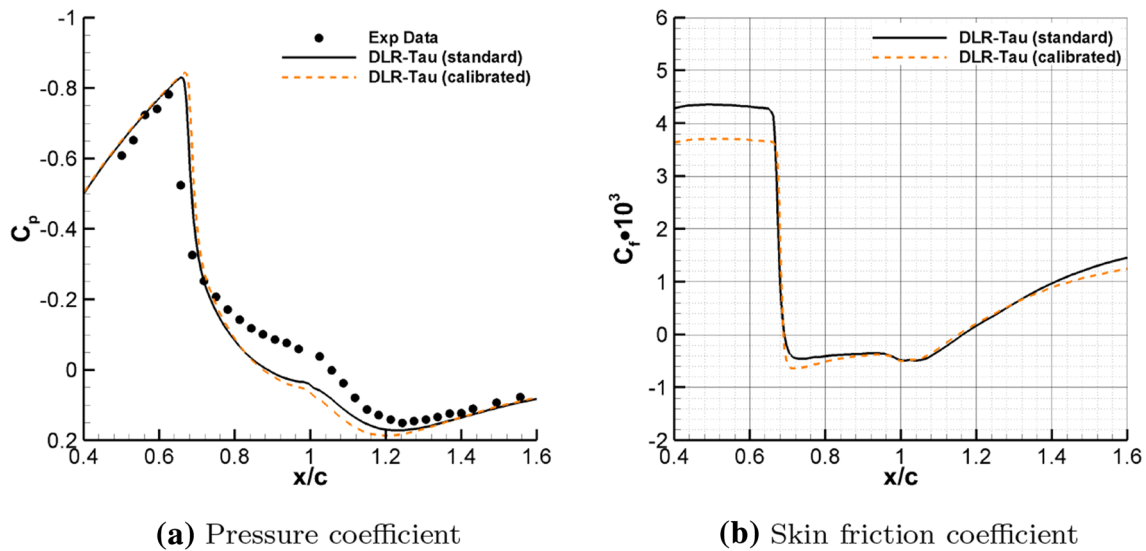 -1
-0.8
-0.6
-0.4
-0.2
0
0.2
C_p
0.4 0.6 0.8 1 1.2 1.4 1.6
x/c
Exp Data
DLR-Tau (standard)
DLR-Tau (calibrated)
(a) Pressure coefficient
6
5
4
3
2
1
0
-1
-2
C_f•10³
0.4 0.6 0.8 1 1.2 1.4 1.6
x/c
DLR-Tau (standard)
DLR-Tau (calibrated)
(b) Skin friction coefficient